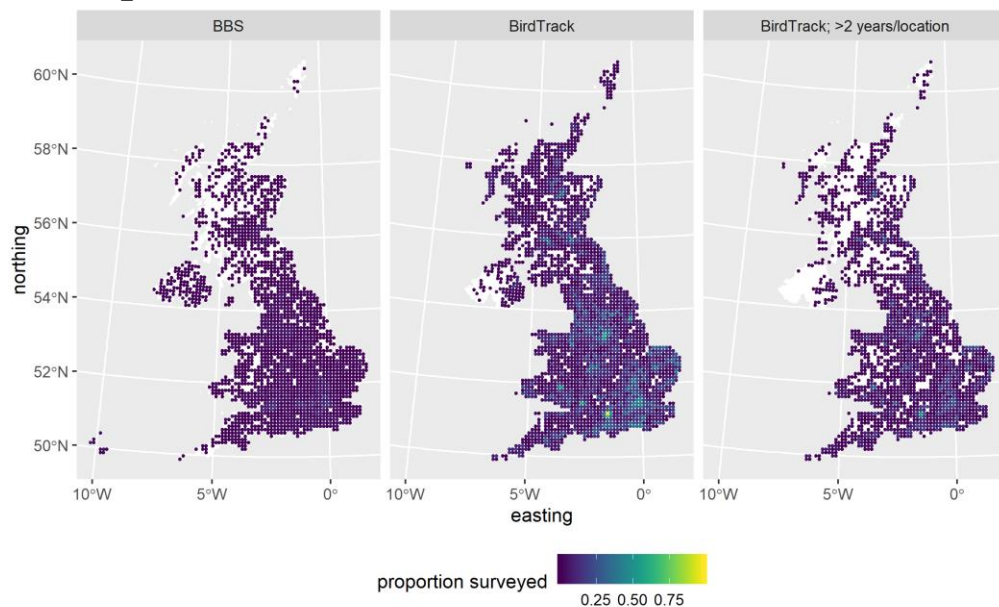 BBS
BirdTrack
BirdTrack; >2 years/location
60°N
58°N
56°N
54°N
52°N
50°N
northing
10°W 5°W 0°
10°W 5°W 0°
10°W 5°W 0°
easting
proportion surveyed
0.25 0.50 0.75